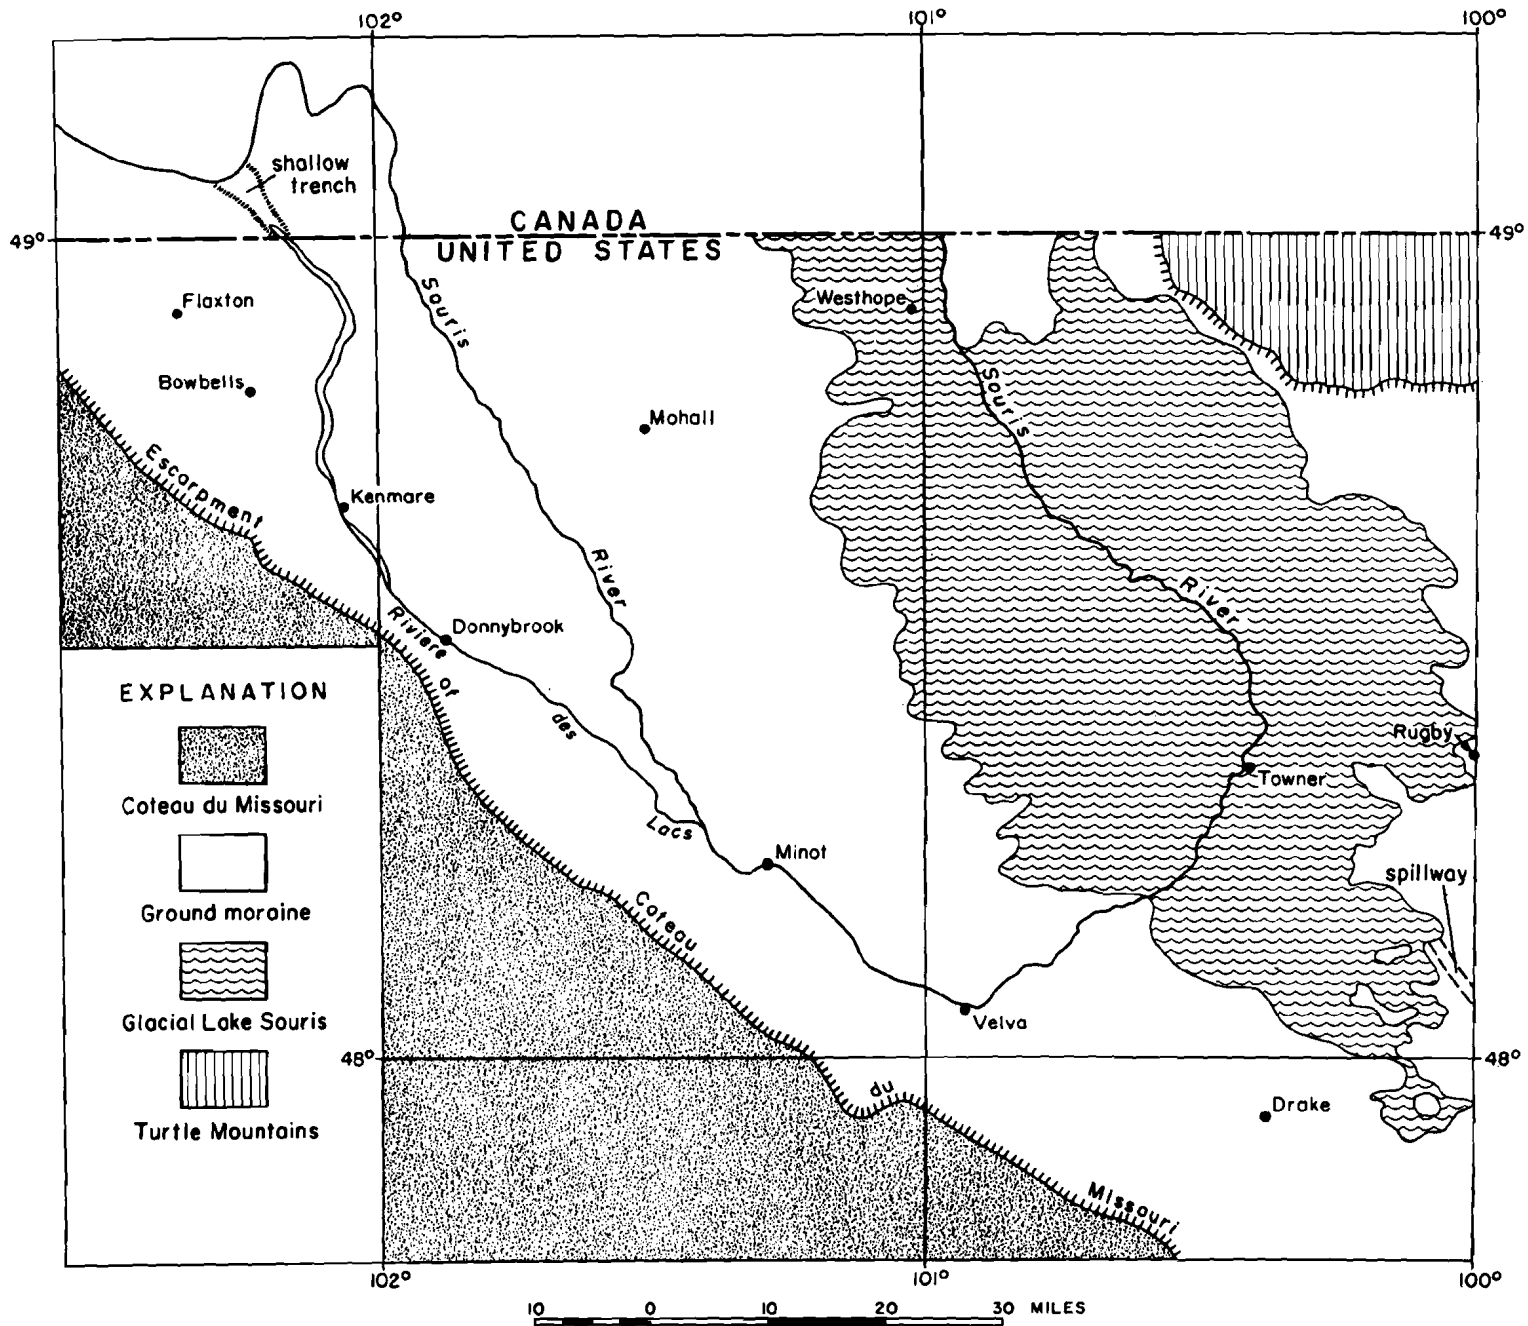 102°
101°
100°
shallow
trench
CANADA
49°
49°
UNITED STATES
Flaxton
Souris
Westhope
Bowbells
Souris
Mohall
Escarpment
Kenmare
River
River
Riviere
Donnybrook
of
EXPLANATION
des
Rugby
Towner
Coteau du Missouri
Lacs
Minot
spillway
Ground moraine
Coteau
Glacial Lake Souris
Velva
48°
48°
du
Drake
Turtle Mountains
Missouri
102°
101°
100°
10 0 10 20 30 MILES